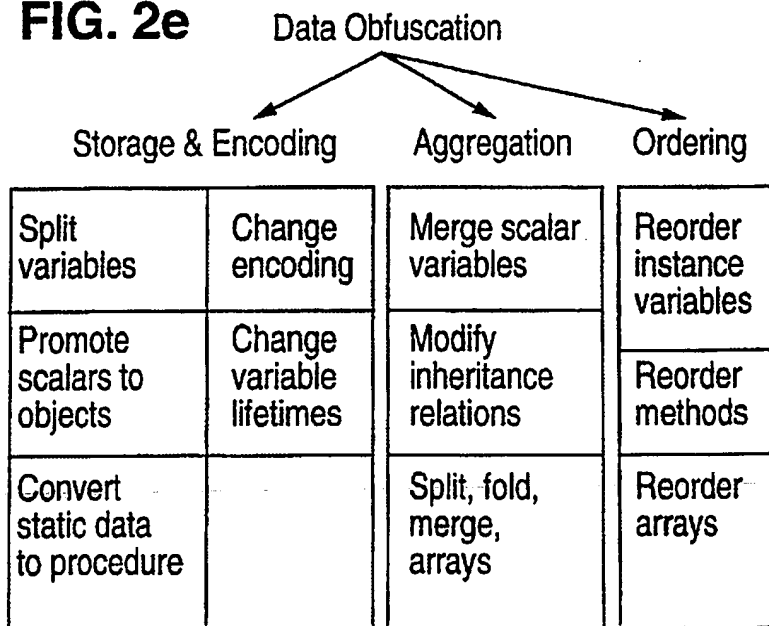 FIG. 2e
Data Obfuscation
Storage & Encoding
Aggregation
Ordering
Split
variables
Change
encoding
Merge scalar
variables
Reorder
instance
variables
Promote
scalars to
objects
Change
variable
lifetimes
Modify
inheritance
relations
Reorder
methods
Convert
static data
to procedure
Split, fold,
merge,
arrays
Reorder
arrays